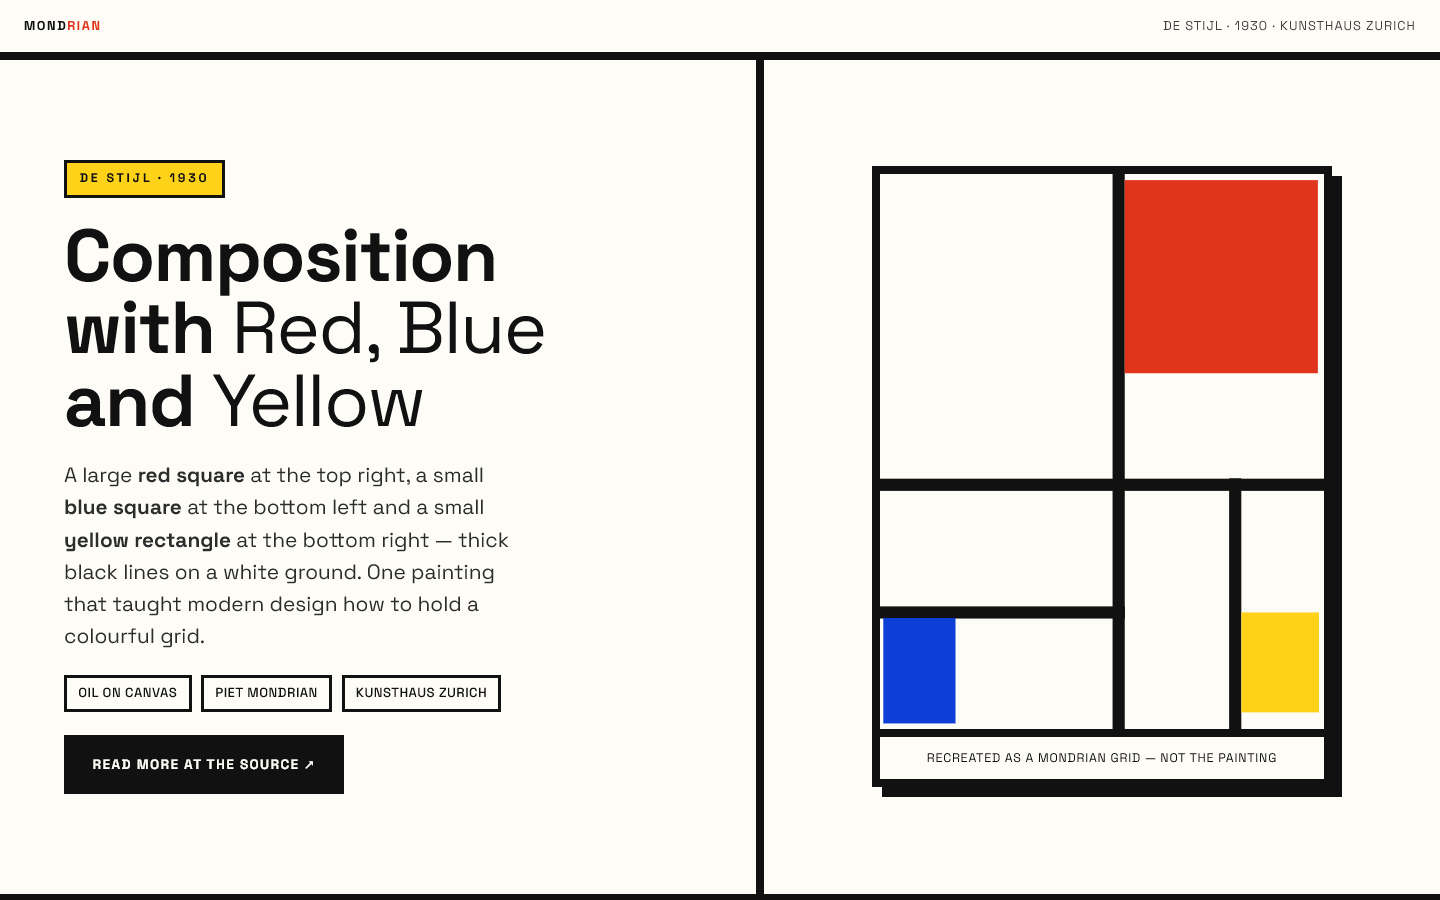 MONDRIAN
DE STIJL · 1930 · KUNSTHAUS ZURICH
DE STIJL · 1930
Composition
with Red, Blue
and Yellow
A large red square at the top right, a small
blue square at the bottom left and a small
yellow rectangle at the bottom right — thick
black lines on a white ground. One painting
that taught modern design how to hold a
colourful grid.
OIL ON CANVAS
PIET MONDRIAN
KUNSTHAUS ZURICH
READ MORE AT THE SOURCE ↗
RECREATED AS A MONDRIAN GRID — NOT THE PAINTING